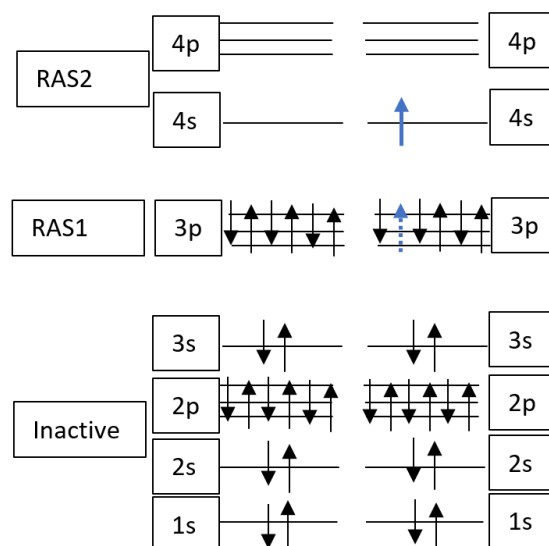 4p 4p
RAS2
4s 4s
RAS1 3p 3p
3s 3s
2p 2p
Inactive
2s 2s
1s 1s